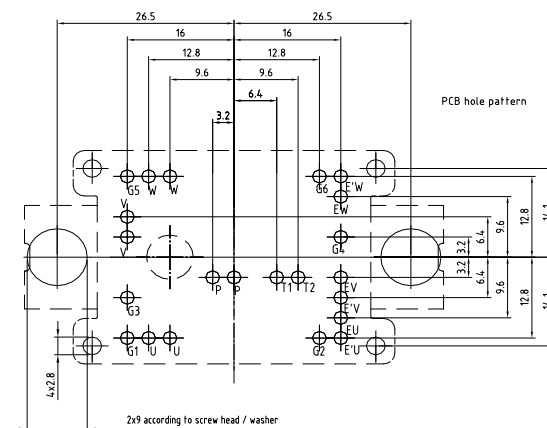 26.5 26.5
16 16
12.8 12.8
9.6 9.6
6.4
3.2
PCB hole pattern
G5 W W G6 E'W
EW
V
V G4
12.8 9.6 6.4 3.2
3.2 6.4 9.6 12.8
P P T1 T2 EV
G3 E'V
EU
G1 U U G2 E'U
4x2.8
2x9 according to screw head / washer